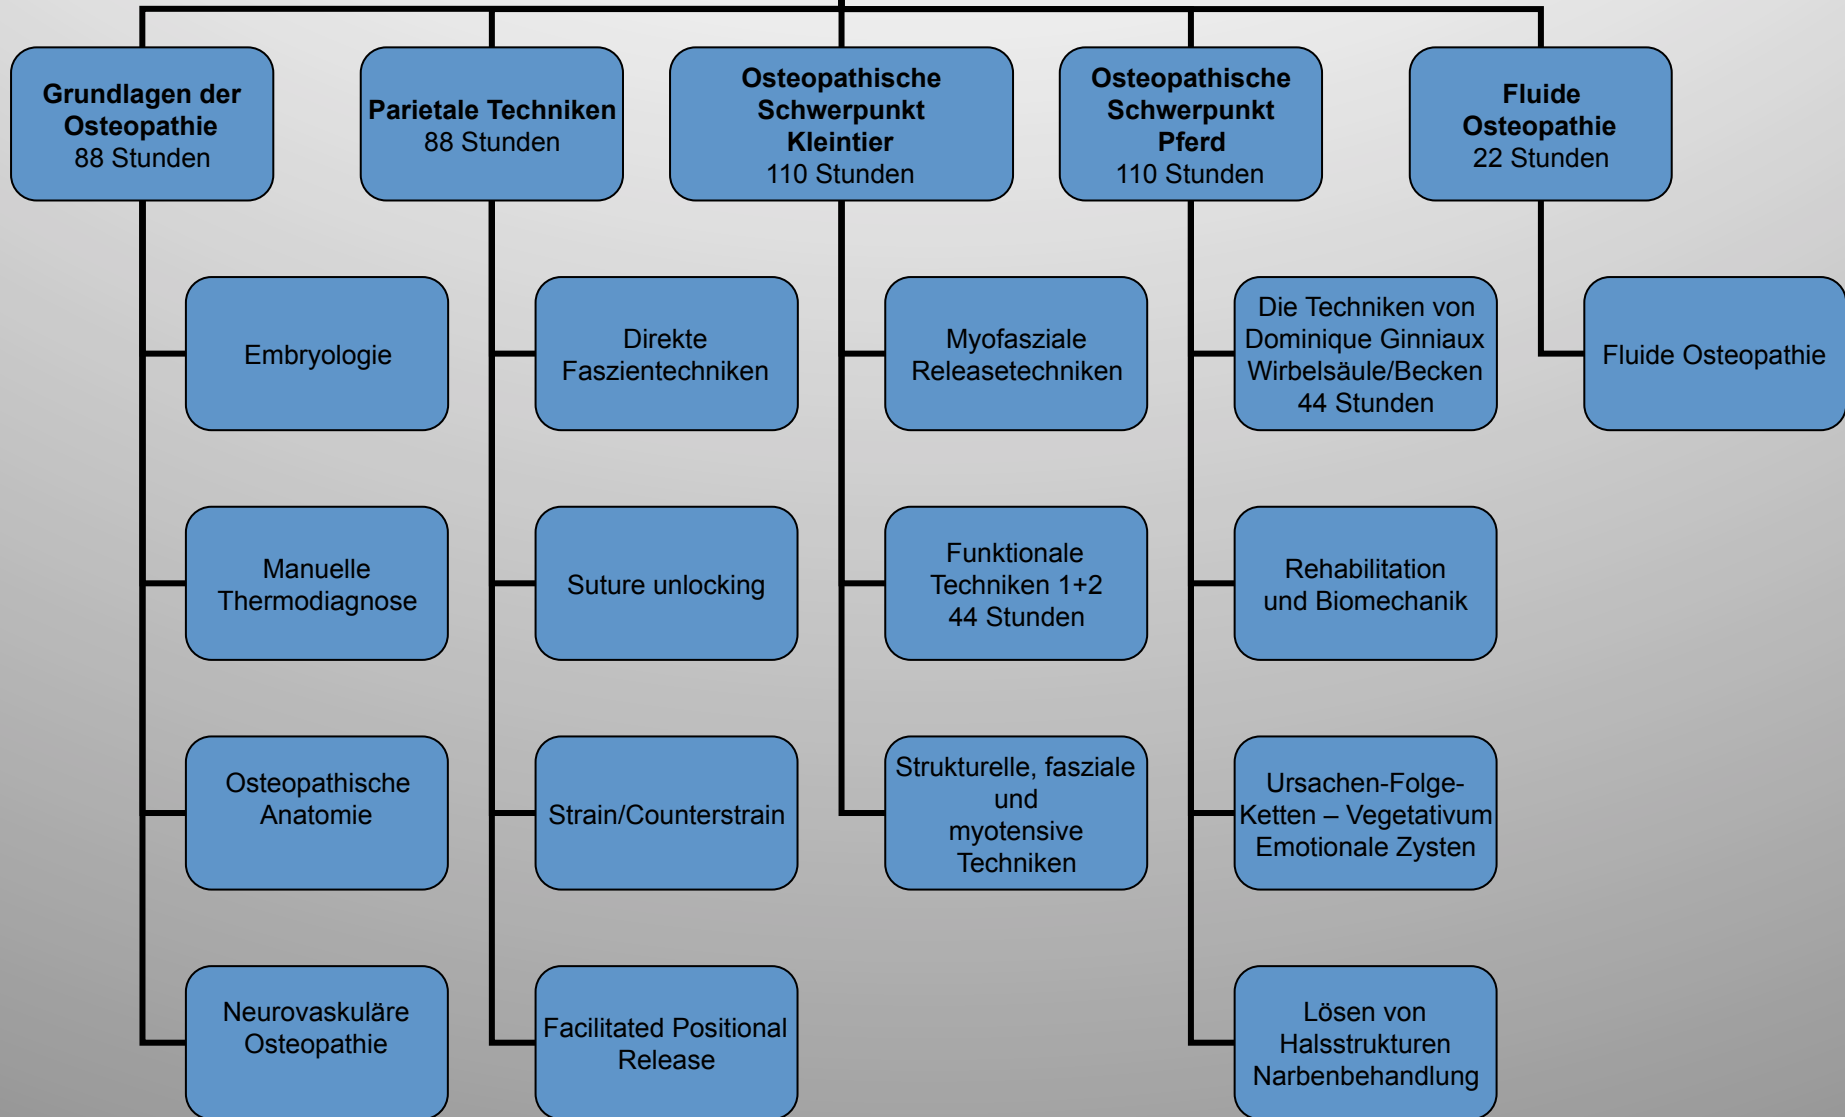 Grundlagen der
Osteopathie
88 Stunden
Parietale Techniken
88 Stunden
Osteopathische
Schwerpunkt
Kleintier
110 Stunden
Osteopathische
Schwerpunkt
Pferd
110 Stunden
Fluide
Osteopathie
22 Stunden
Embryologie
Direkte
Faszientechniken
Myofasziale
Releasetechniken
Die Techniken von
Dominique Ginniaux
Wirbelsäule/Becken
44 Stunden
Fluide Osteopathie
Manuelle
Thermodiagnose
Suture unlocking
Funktionale
Techniken 1+2
44 Stunden
Rehabilitation
und Biomechanik
Osteopathische
Anatomie
Strain/Counterstrain
Strukturelle, fasziale
und
myotensive
Techniken
Ursachen-Folge-
Ketten – Vegetativum
Emotionale Zysten
Neurovaskuläre
Osteopathie
Facilitated Positional
Release
Lösen von
Halsstrukturen
Narbenbehandlung